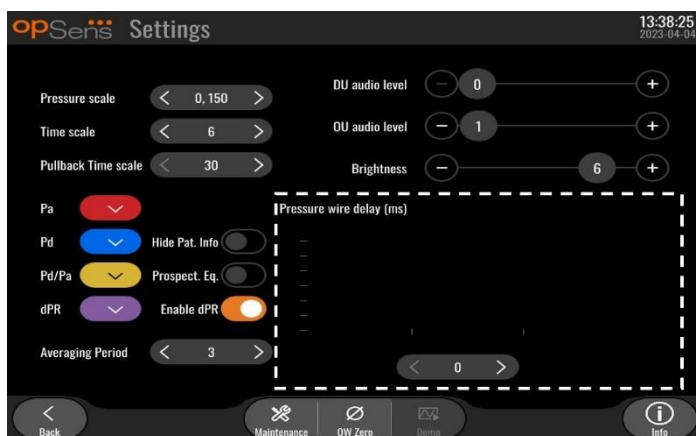 opSens Settings
13:38:25
2023-04-04
Pressure scale < 0, 150 >
Time scale < 6 >
Pullback Time scale < 30 >
DU audio level − 0 +
OU audio level − 1 +
Brightness − 6 +
Pa
Pd
Pd/Pa
dPR
Hide Pat. Info
Prospect. Eq.
Enable dPR
Averaging Period < 3 >
Pressure wire delay (ms)
< 0 >
Back
Maintenance
OW Zero
Demo
Info